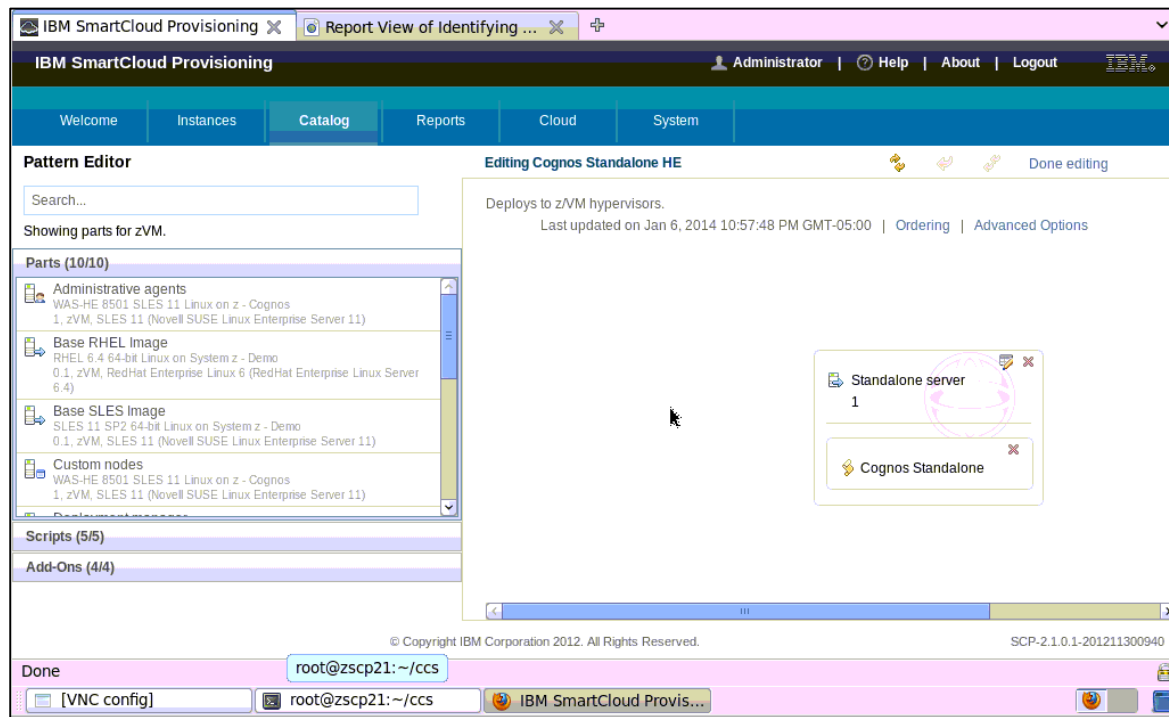 IBM SmartCloud Provisioning
Report View of Identifying ...
IBM SmartCloud Provisioning
Administrator | Help | About | Logout
IBM
Welcome
Instances
Catalog
Reports
Cloud
System
Pattern Editor
Search...
Showing parts for zVM.
Parts (10/10)
Administrative agents
WAS-HE 8501 SLES 11 Linux on z - Cognos
1, zVM, SLES 11 (Novell SUSE Linux Enterprise Server 11)
Base RHEL Image
RHEL 6.4 64-bit Linux on System z - Demo
0.1, zVM, RedHat Enterprise Linux 6 (RedHat Enterprise Linux Server
6.4)
Base SLES Image
SLES 11 SP2 64-bit Linux on System z - Demo
0.1, zVM, SLES 11 (Novell SUSE Linux Enterprise Server 11)
Custom nodes
WAS-HE 8501 SLES 11 Linux on z - Cognos
1, zVM, SLES 11 (Novell SUSE Linux Enterprise Server 11)
Scripts (5/5)
Add-Ons (4/4)
Editing Cognos Standalone HE
Done editing
Deploys to z/VM hypervisors.
Last updated on Jan 6, 2014 10:57:48 PM GMT-05:00 | Ordering | Advanced Options
Standalone server
1
Cognos Standalone
© Copyright IBM Corporation 2012. All Rights Reserved.
SCP-2.1.0.1-201211300940
Done
root@zscp21:~/ccs
[VNC config]
root@zscp21:~/ccs
IBM SmartCloud Provis...